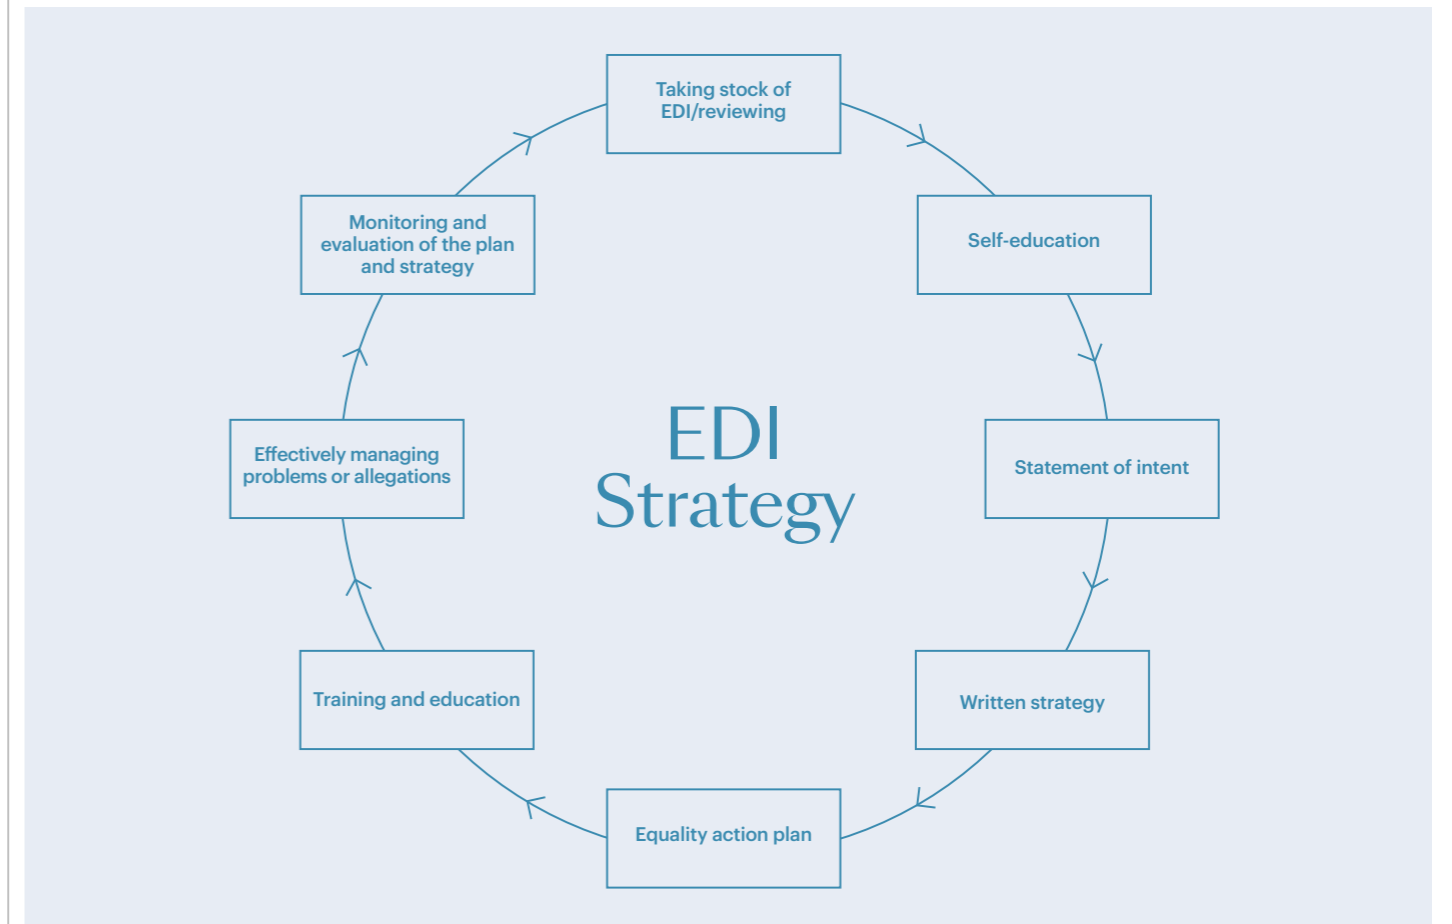 Taking stock of
EDI/reviewing
Self-education
Statement of intent
Written strategy
Equality action plan
Training and education
Effectively managing
problems or allegations
Monitoring and
evaluation of the plan
and strategy
EDI
Strategy